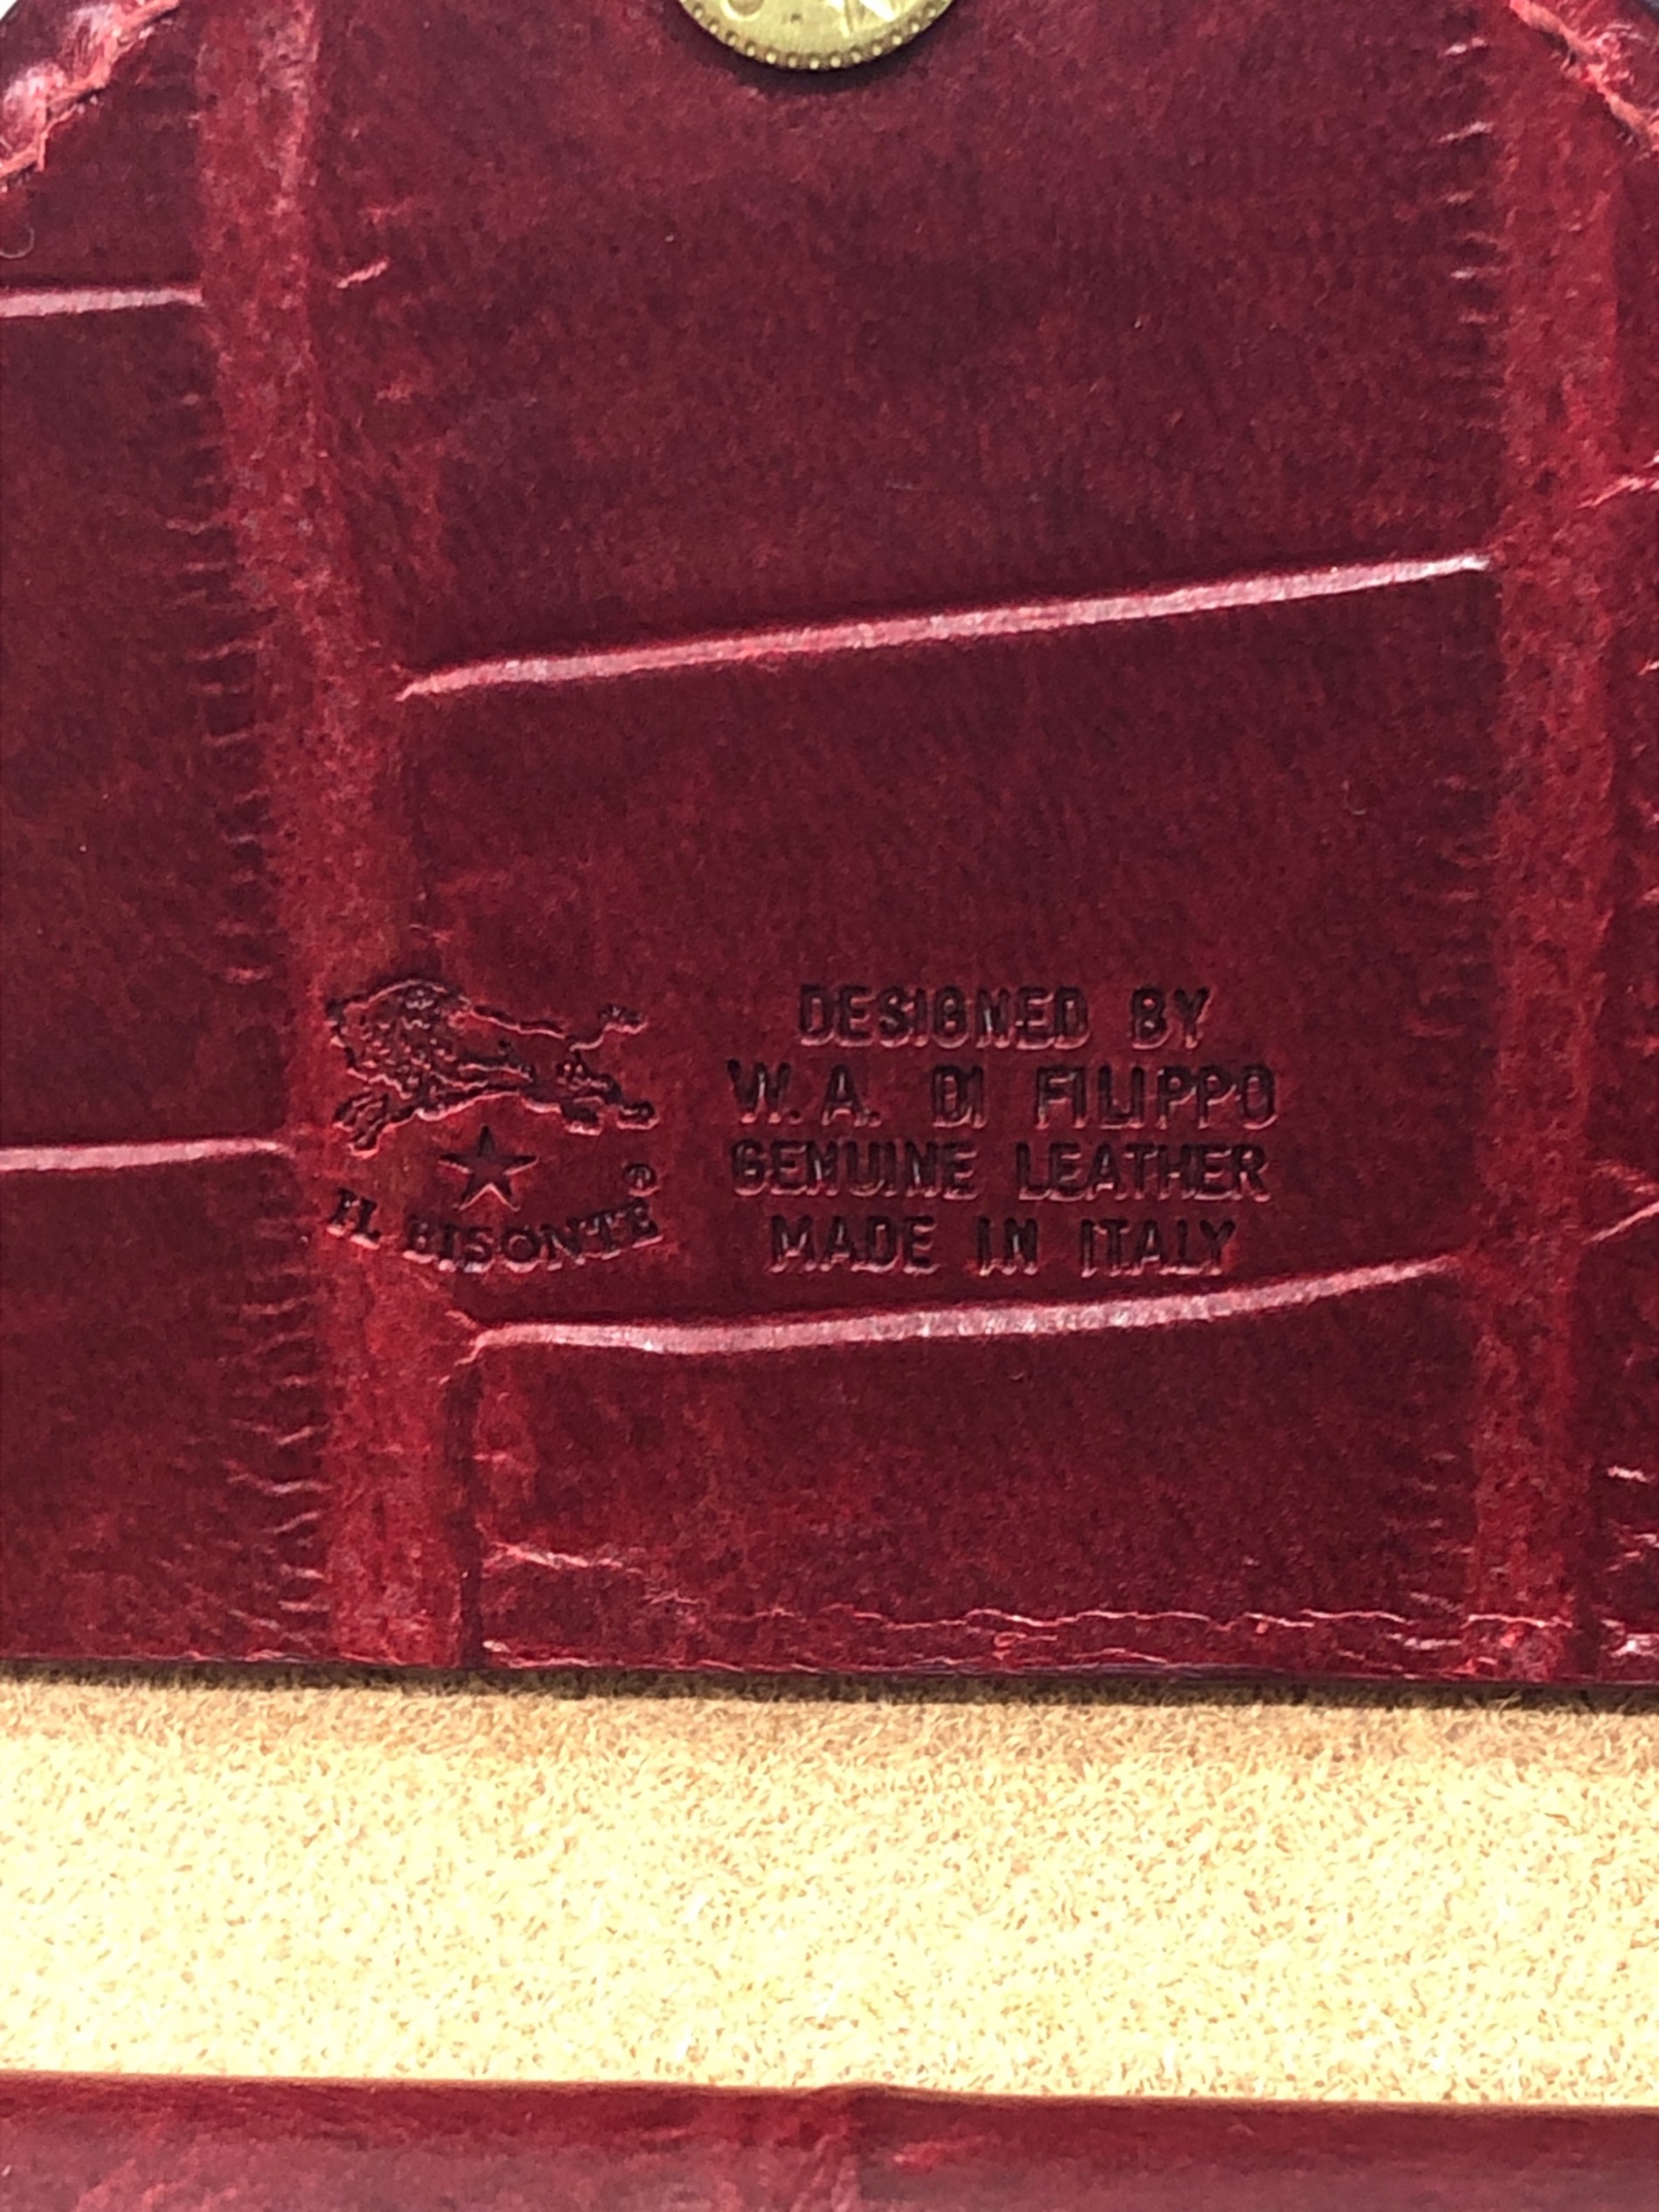 DESIGNED BY
W. A. DI FILIPPO
GENUINE LEATHER
MADE IN ITALY
IL BISONTE®